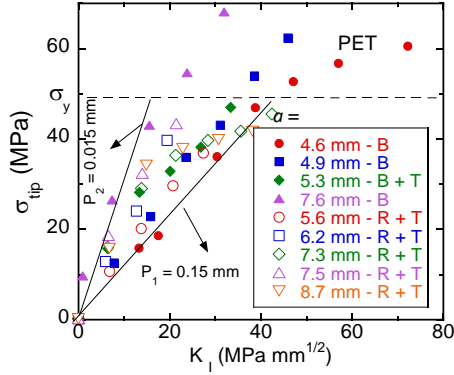 PET
60
σy
40
20
0
σtip (MPa)
P2 = 0.015 mm
P1 = 0.15 mm
a =
4.6 mm - B
4.9 mm - B
5.3 mm - B + T
7.6 mm - B
5.6 mm - R + T
6.2 mm - R + T
7.3 mm - R + T
7.5 mm - R + T
8.7 mm - R + T
0 20 40 60 80
KI (MPa mm1/2)